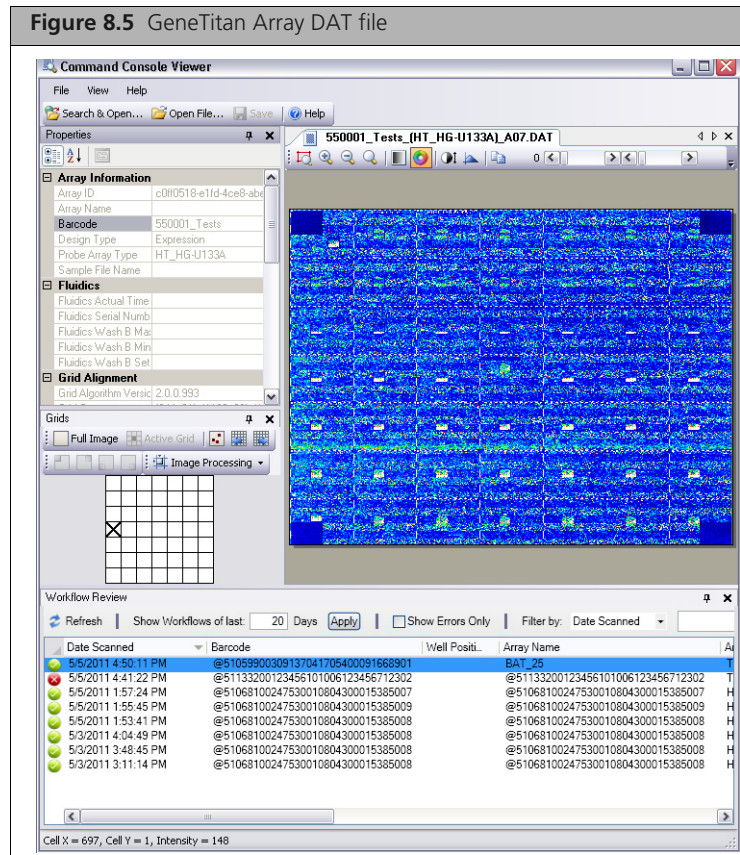 Figure 8.5 GeneTitan Array DAT file
Command Console Viewer
File View Help
Search & Open... Open File... Save Help
Properties
550001_Tests_(HT_HG-U133A)_A07.DAT
0
Array Information
Array ID c0ff0518-e1fd-4ce8-abe
Array Name
Barcode 550001_Tests
Design Type Expression
Probe Array Type HT_HG-U133A
Sample File Name
Fluidics
Fluidics Actual Time
Fluidics Serial Numb
Fluidics Wash B Ma
Fluidics Wash B Min
Fluidics Wash B Set
Grid Alignment
Grid Algorithm Versic 2.0.0.993
Grids
Full Image Active Grid
Image Processing
Workflow Review
Refresh Show Workflows of last: 20 Days Apply Show Errors Only Filter by: Date Scanned
Date Scanned Barcode Well Positi... Array Name
5/5/2011 4:50:11 PM @51059900309137041705400091668901 BAT_25 T
5/5/2011 4:41:22 PM @51133200123456101006123456712302 @51133200123456101006123456712302 T
5/5/2011 1:57:24 PM @51068100247530010804300015385007 @51068100247530010804300015385007 H
5/5/2011 1:55:45 PM @51068100247530010804300015385009 @51068100247530010804300015385009 H
5/5/2011 1:53:41 PM @51068100247530010804300015385008 @51068100247530010804300015385008 H
5/3/2011 4:04:49 PM @51068100247530010804300015385008 @51068100247530010804300015385008 H
5/3/2011 3:48:45 PM @51068100247530010804300015385008 @51068100247530010804300015385008 H
5/3/2011 3:11:14 PM @51068100247530010804300015385008 @51068100247530010804300015385008 H
Cell X = 697, Cell Y = 1, Intensity = 148